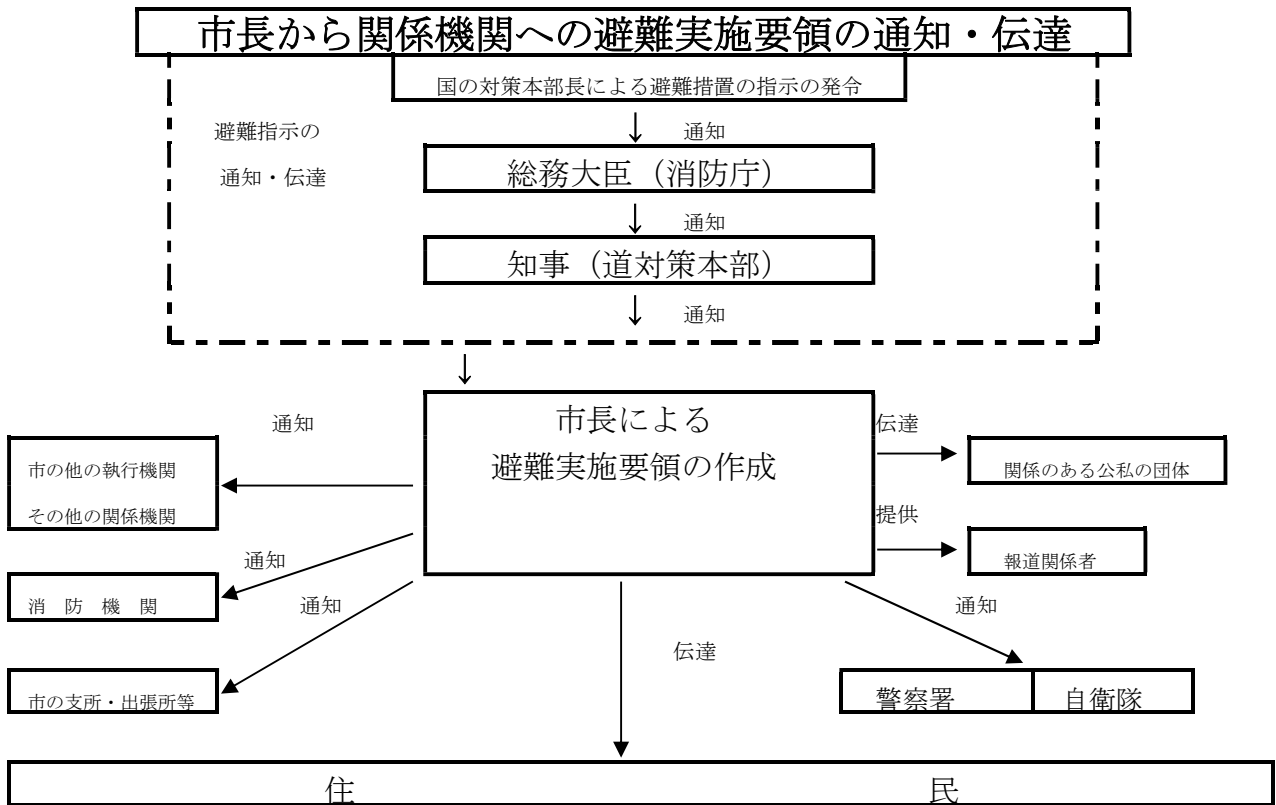 市長から関係機関への避難実施要領の通知・伝達
国の対策本部長による避難措置の指示の発令
避難指示の
通知・伝達
↓ 通知
総務大臣（消防庁）
↓ 通知
知事（道対策本部）
↓ 通知
↓
市長による
避難実施要領の作成
通知
市の他の執行機関
その他の関係機関
通知
消 防 機 関
通知
市の支所・出張所等
伝達
関係のある公私の団体
提供
報道関係者
通知
警察署
自衛隊
伝達
住 民